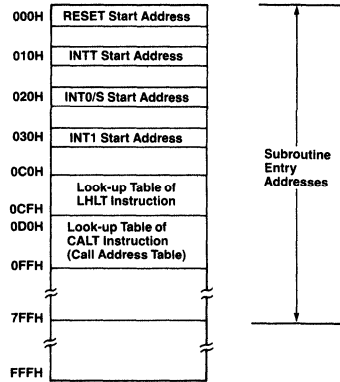 000H RESET Start Address
010H INTT Start Address
020H INT0/S Start Address
030H INT1 Start Address
0C0H
Look-up Table of
LHLT Instruction
0CFH
0D0H Look-up Table of
CALT Instruction
(Call Address Table)
0FFH
7FFH
FFFH
Subroutine
Entry
Addresses